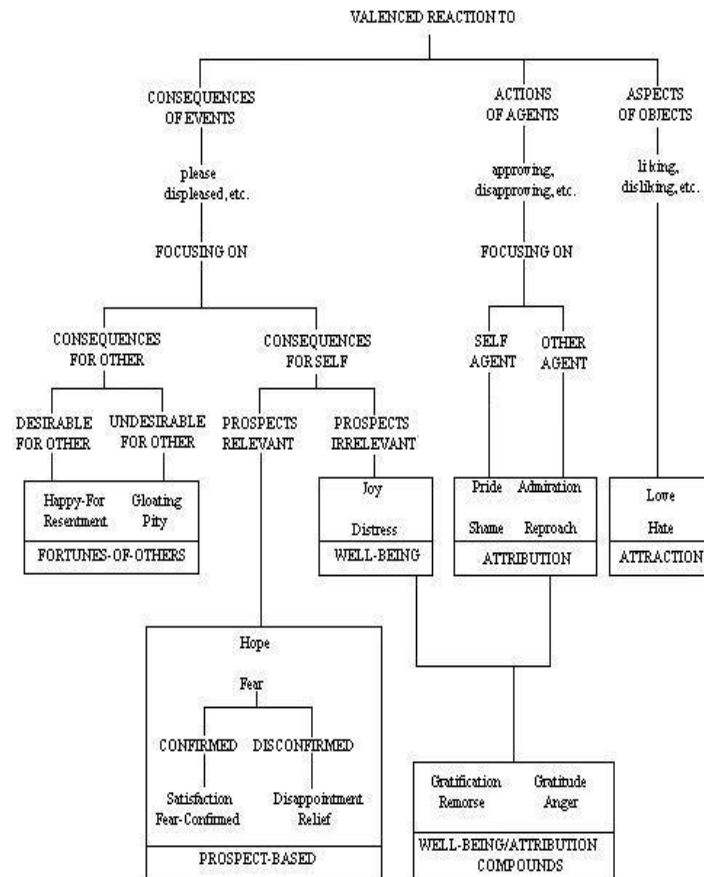 VALENCED REACTION TO
CONSEQUENCES
OF EVENTS
ACTIONS
OF AGENTS
ASPECTS
OF OBJECTS
please
displeased, etc.
approving,
disapproving, etc.
liking,
disliking, etc.
FOCUSING ON
FOCUSING ON
CONSEQUENCES
FOR OTHER
CONSEQUENCES
FOR SELF
SELF
AGENT
OTHER
AGENT
DESIRABLE
FOR OTHER
UNDESIRABLE
FOR OTHER
PROSPECTS
RELEVANT
PROSPECTS
IRRELEVANT
Happy-For
Resentment
Gloating
Pity
FORTUNES-OF-OTHERS
Joy
Distress
WELL-BEING
Pride
Admiration
Shame
Reproach
ATTRIBUTION
Love
Hate
ATTRACTION
Hope
Fear
CONFIRMED
DISCONFIRMED
Satisfaction
Fear-Confirmed
Disappointment
Relief
PROSPECT-BASED
Gratification
Remorse
Gratitude
Anger
WELL-BEING/ATTRIBUTION
COMPOUNDS